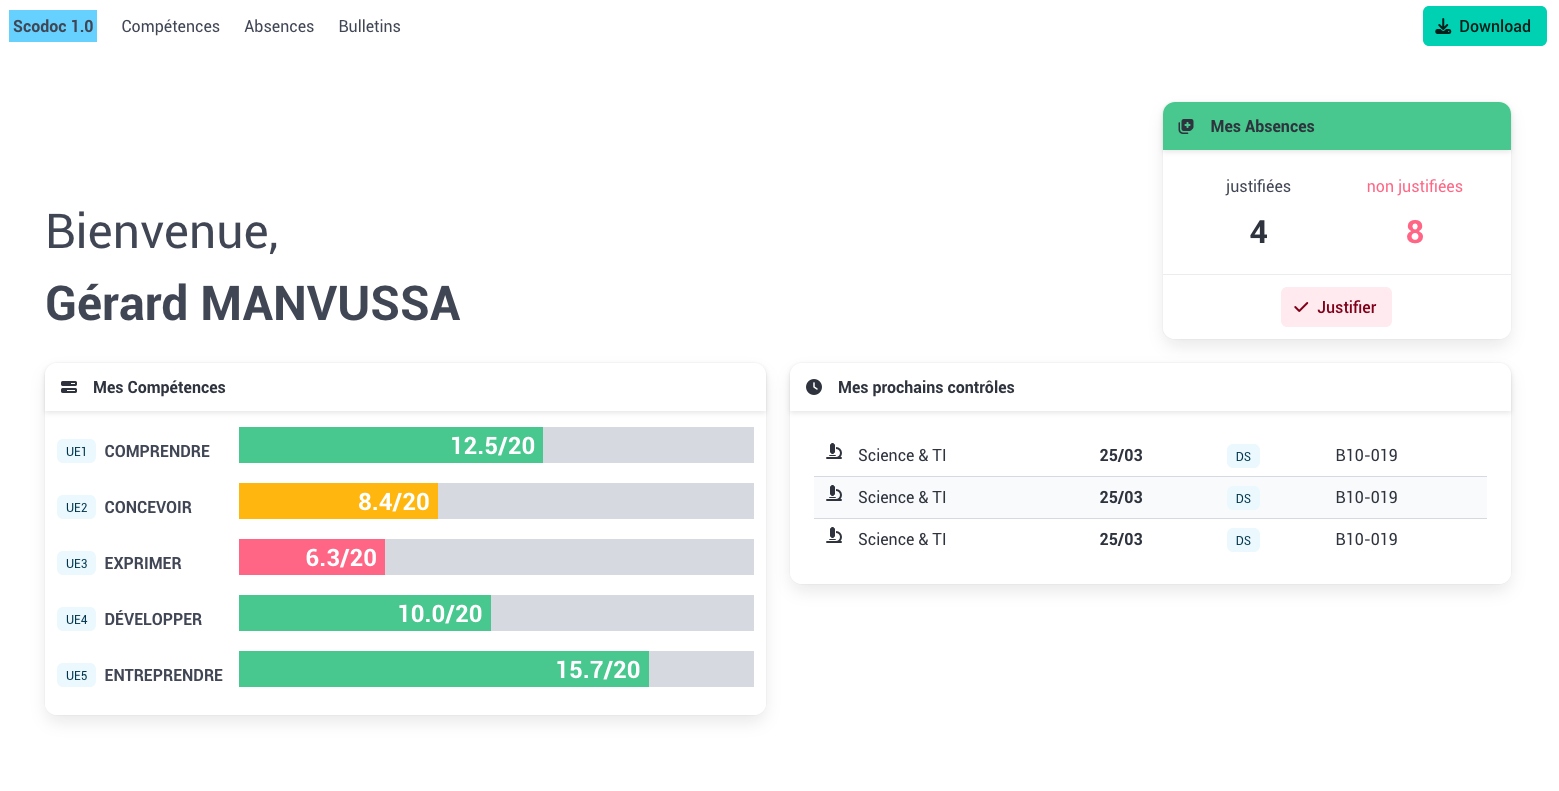 Scodoc 1.0 Compétences Absences Bulletins Download
Mes Absences
justifiées non justifiées
4 8
Justifier
Bienvenue,
Gérard MANVUSSA
Mes Compétences
UE1 COMPRENDRE 12.5/20
UE2 CONCEVOIR 8.4/20
UE3 EXPRIMER 6.3/20
UE4 DÉVELOPPER 10.0/20
UE5 ENTREPRENDRE 15.7/20
Mes prochains contrôles
Science & TI 25/03 DS B10-019
Science & TI 25/03 DS B10-019
Science & TI 25/03 DS B10-019